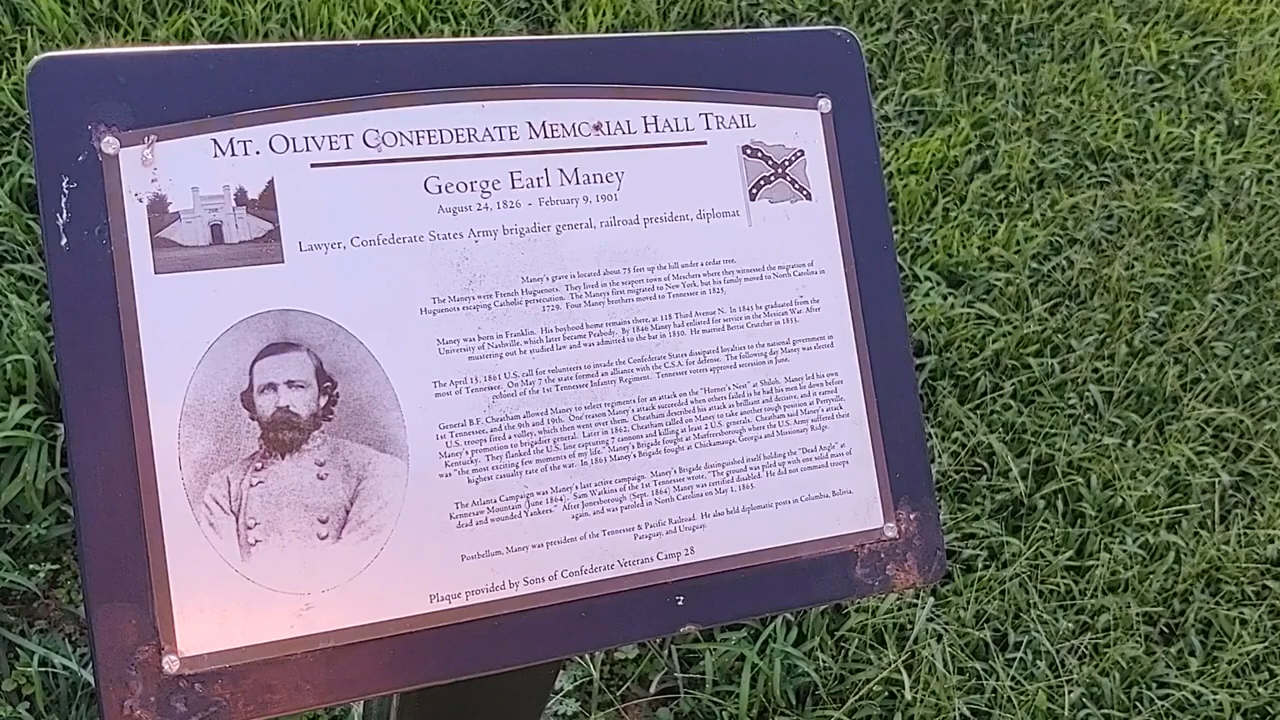 MT. OLIVET CONFEDERATE MEMORIAL HALL TRAIL
George Earl Maney
August 24, 1826 - February 9, 1901
Lawyer, Confederate States Army brigadier general, railroad president, diplomat
Maney's grave is located about 75 feet up the hill under a cedar tree.
The Maneys were French Huguenots. They lived in the seaport town of Meschers where they witnessed the migration of
Huguenots escaping Catholic persecution. The Maneys first migrated to New York, but his family moved to North Carolina in
1729. Four Maney brothers moved to Tennessee in 1825.
Maney was born in Franklin. His boyhood home remains there, at 118 Third Avenue N. In 1845 he graduated from the
University of Nashville, which later became Peabody. By 1846 Maney had enlisted for service in the Mexican War. After
mustering out he studied law and was admitted to the bar in 1850. He married Bettie Crutcher in 1853.
The April 15, 1861 U.S. call for volunteers to invade the Confederate States dissipated loyalties to the national government in
most of Tennessee. On May 7 the state formed an alliance with the C.S.A. for defense. The following day Maney was elected
colonel of the 1st Tennessee Infantry Regiment. Tennessee voters approved secession in June.
General B.F. Cheatham allowed Maney to select regiments for an attack on the "Hornet's Nest" at Shiloh. Maney led his own
1st Tennessee, and the 9th and 19th. One reason Maney's attack succeeded when others failed is he had his men lie down before
U.S. troops fired a volley, which then went over them. Cheatham described his attack as brilliant and decisive, and it earned
Maney's promotion to brigadier general. Later in 1862, Cheatham called on Maney to take another tough position at Perryville,
Kentucky. They flanked the U.S. line capturing 7 cannons and killing at least 2 U.S. generals. Cheatham said Maney's attack
was "the most exciting few moments of my life." Maney's Brigade fought at Murfreesborough where the U.S. Army suffered their
highest casualty rate of the war. In 1863 Maney's Brigade fought at Chickamauga, Georgia and Missionary Ridge.
The Atlanta Campaign was Maney's last active campaign. Maney's Brigade distinguished itself holding the "Dead Angle" at
Kennesaw Mountain (June 1864). Sam Watkins of the 1st Tennessee wrote, "The ground was piled up with one solid mass of
dead and wounded Yankees." After Jonesborough (Sept. 1864) Maney was certified disabled. He did not command troops
again, and was paroled in North Carolina on May 1, 1865.
Postbellum, Maney was president of the Tennessee & Pacific Railroad. He also held diplomatic posts in Columbia, Bolivia,
Paraguay, and Uruguay.
Plaque provided by Sons of Confederate Veterans Camp 28